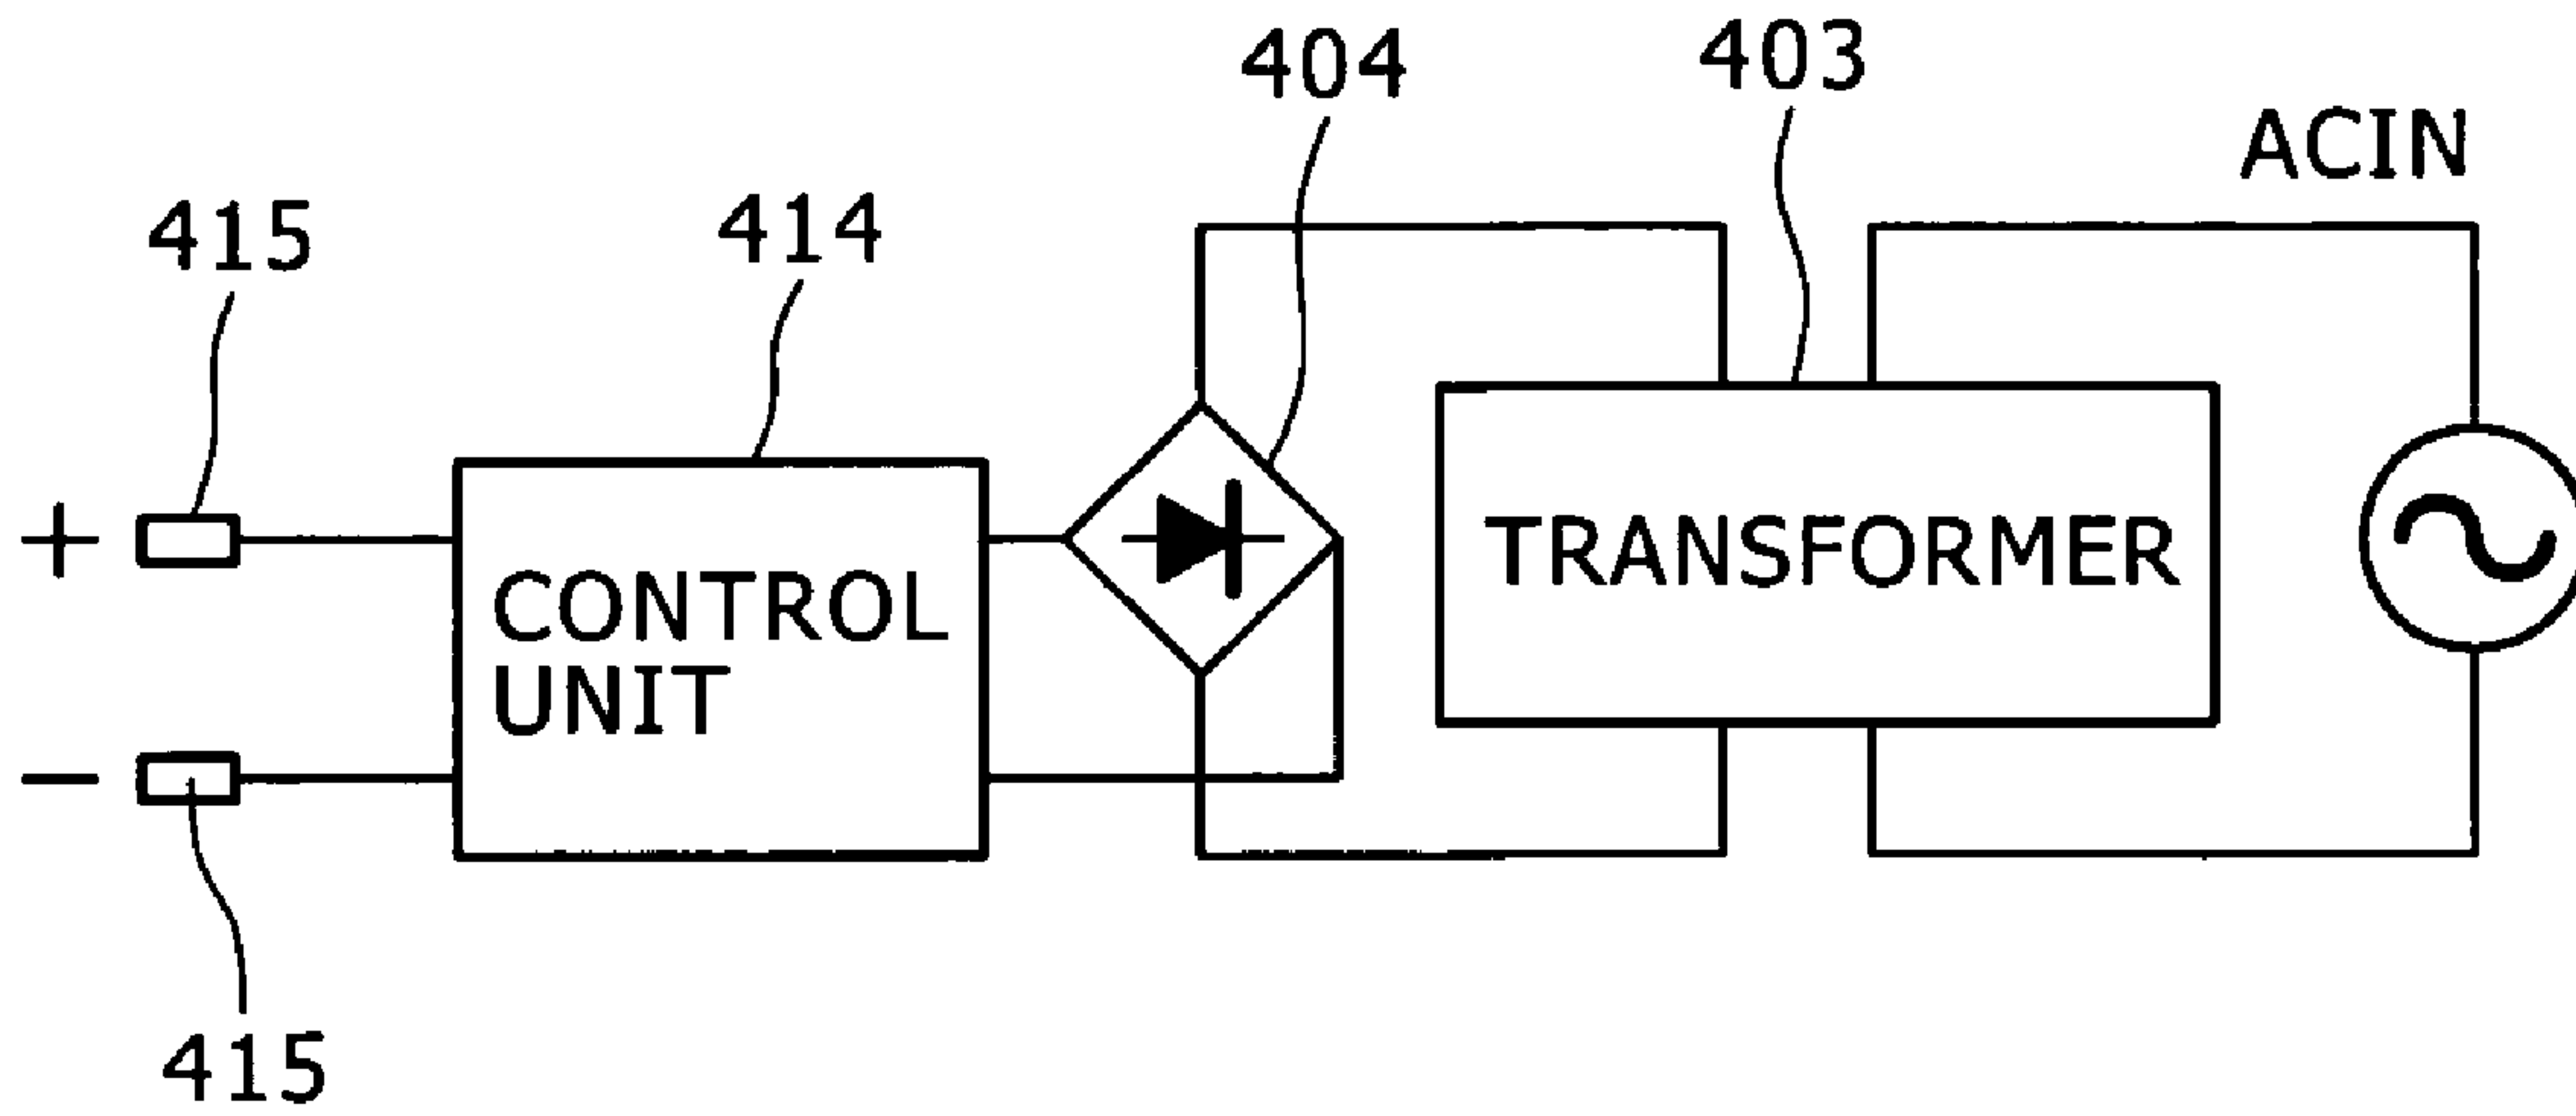 404
403
ACIN
415
414
+
TRANSFORMER
CONTROL
UNIT
−
415